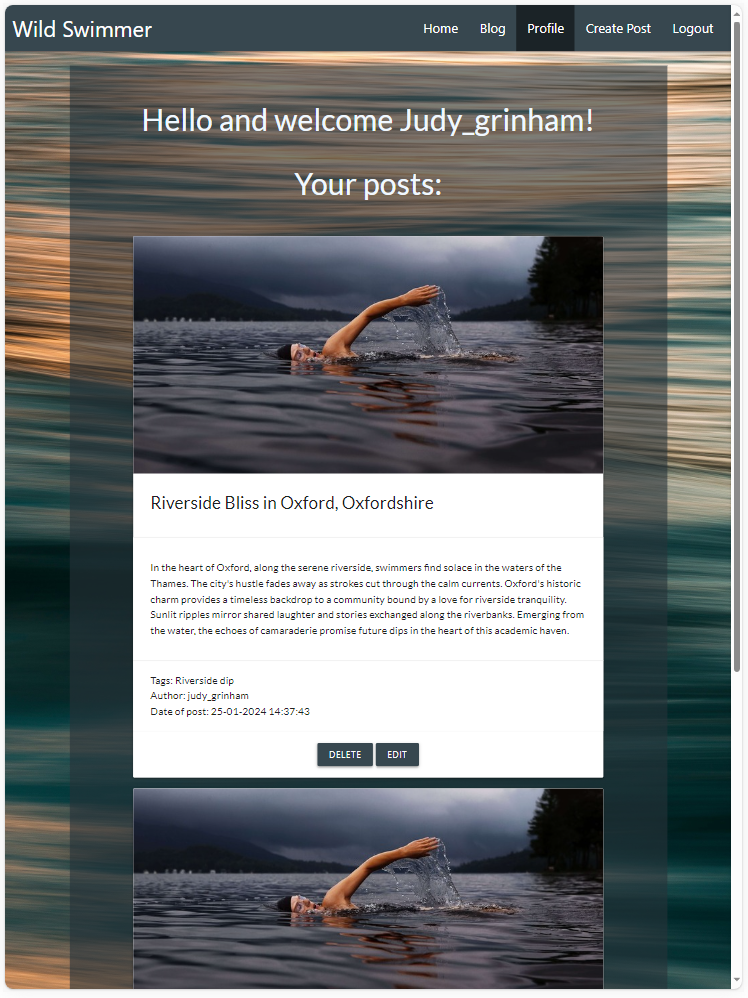 Wild Swimmer
Home Blog Profile Create Post Logout
Hello and welcome Judy_grinham!
Your posts:
Riverside Bliss in Oxford, Oxfordshire
In the heart of Oxford, along the serene riverside, swimmers find solace in the waters of the
Thames. The city's hustle fades away as strokes cut through the calm currents. Oxford's historic
charm provides a timeless backdrop to a community bound by a love for riverside tranquility.
Sunlit ripples mirror shared laughter and stories exchanged along the riverbanks. Emerging from
the water, the echoes of camaraderie promise future dips in the heart of this academic haven.
Tags: Riverside dip
Author: judy_grinham
Date of post: 25-01-2024 14:37:43
DELETE EDIT